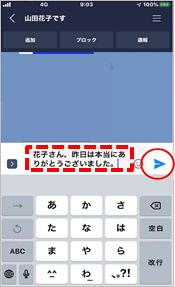 4G 9:03
山田花子です
追加 ブロック 通報
花子さん、昨日は本当にあ
りがとうございました。
→ あ か さ
た な は 空白
ABC ま や ら
改行
^^ わ_ 、。?!